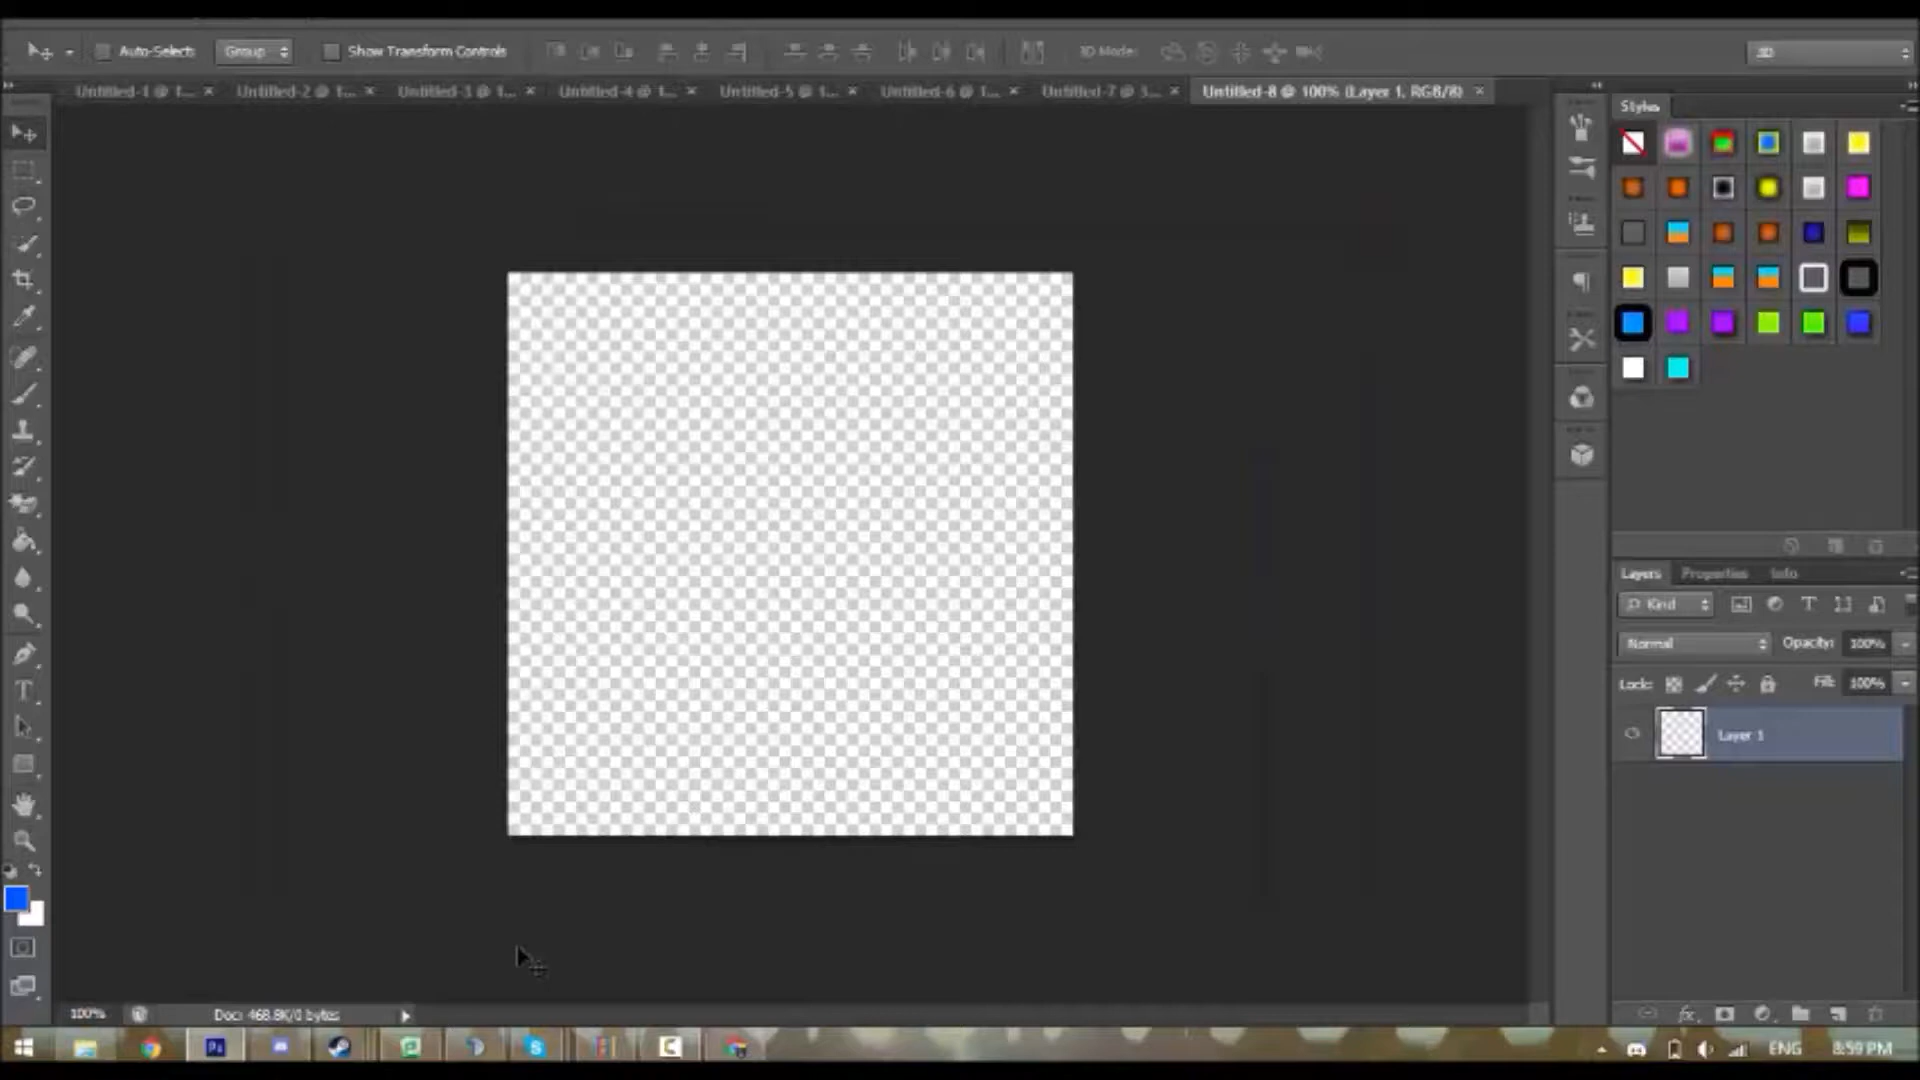 Auto-Select: Group Show Transform Controls 3D Mode: 3D
Untitled-1 @ 1... × Untitled-2 @ 1... × Untitled-3 @ 1... × Untitled-4 @ 1... × Untitled-5 @ 1... × Untitled-6 @ 1... × Untitled-7 @ 3... × Untitled-8 @ 100% (Layer 1, RGB/8) ×
Styles
Layers Properties Info
Kind
Normal Opacity: 100%
Lock: Fill: 100%
Layer 1
100% Doc: 468.8K/0 bytes
Ps ENG 8:59 PM